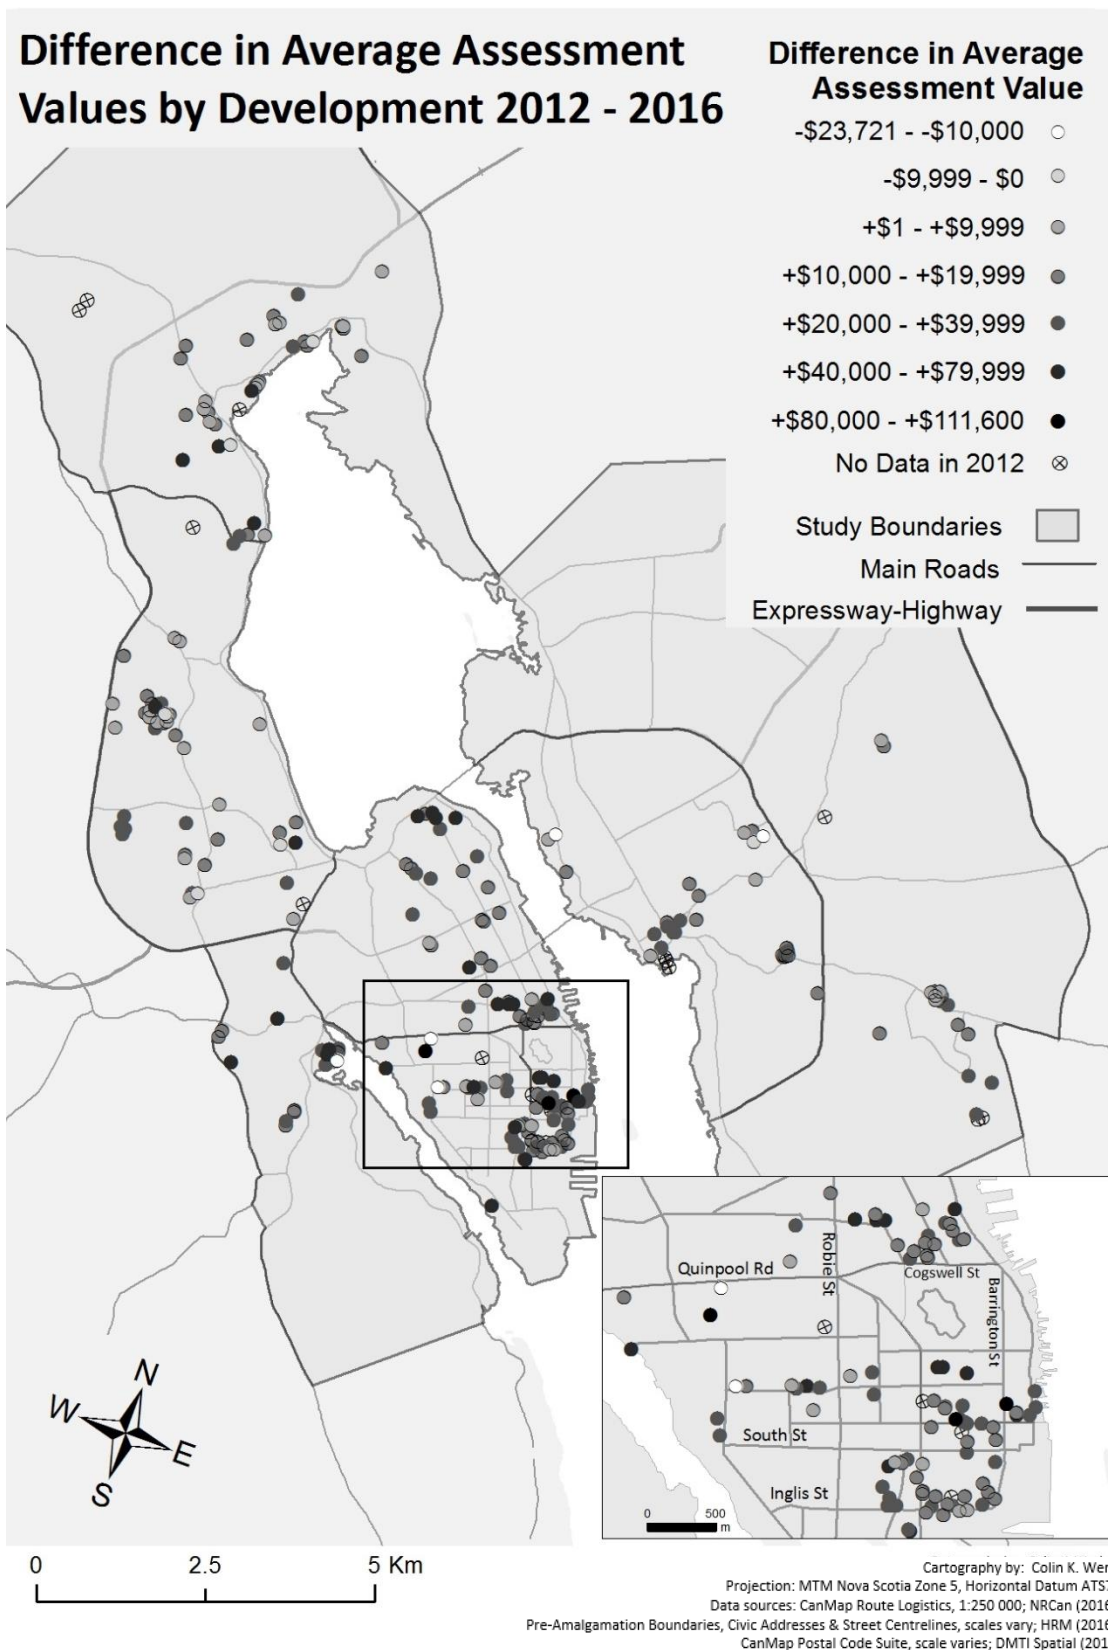 Difference in Average Assessment
Values by Development 2012 - 2016
Difference in Average
Assessment Value
-$23,721 - -$10,000
-$9,999 - $0
+$1 - +$9,999
+$10,000 - +$19,999
+$20,000 - +$39,999
+$40,000 - +$79,999
+$80,000 - +$111,600
No Data in 2012
Study Boundaries
Main Roads
Expressway-Highway
Quinpool Rd
Robie St
Cogswell St
Barrington St
South St
Inglis St
0 500
m
N
W
E
S
0 2.5 5 Km
Cartography by: Colin K. Wer
Projection: MTM Nova Scotia Zone 5, Horizontal Datum ATS7
Data sources: CanMap Route Logistics, 1:250 000; NRCan (2016
Pre-Amalgamation Boundaries, Civic Addresses & Street Centrelines, scales vary; HRM (2016
CanMap Postal Code Suite, scale varies; DMTI Spatial (201